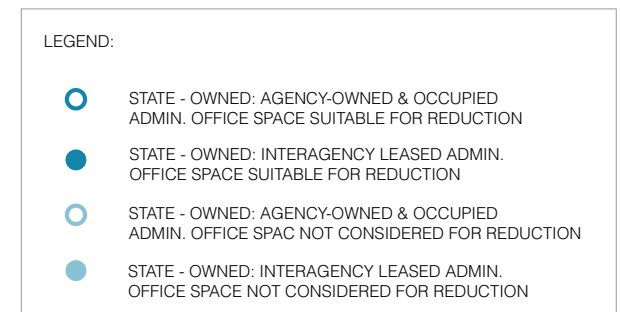 LEGEND:
STATE - OWNED: AGENCY-OWNED & OCCUPIED
ADMIN. OFFICE SPACE SUITABLE FOR REDUCTION
STATE - OWNED: INTERAGENCY LEASED ADMIN.
OFFICE SPACE SUITABLE FOR REDUCTION
STATE - OWNED: AGENCY-OWNED & OCCUPIED
ADMIN. OFFICE SPAC NOT CONSIDERED FOR REDUCTION
STATE - OWNED: INTERAGENCY LEASED ADMIN.
OFFICE SPACE NOT CONSIDERED FOR REDUCTION